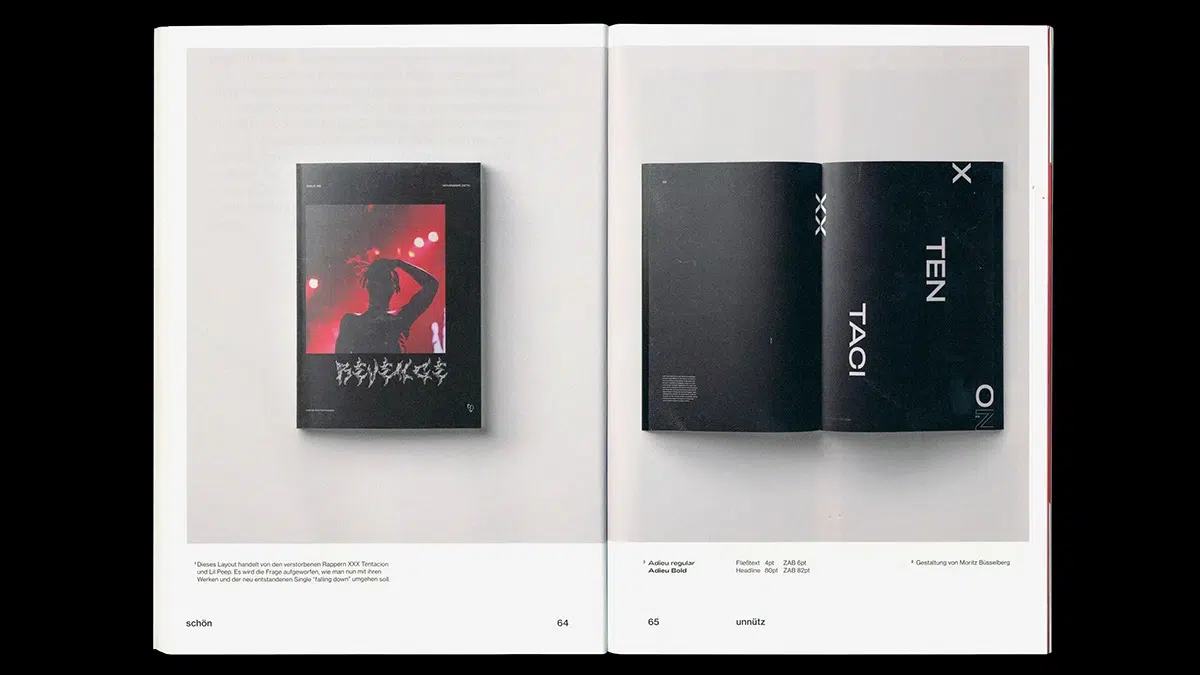 REVENGE
X
XX
TEN
TACI
O
N
¹ Dieses Layout handelt von den verstorbenen Rappern XXX Tentacion
und Lil Peep. Es wird die Frage aufgeworfen, wie man nun mit ihren
Werken und der neu entstandenen Single "falling down" umgehen soll.
schön
64
² Adieu regular
Adieu Bold
Fließtext 4pt ZAB 6pt
Headline 80pt ZAB 82pt
³ Gestaltung von Moritz Büsselberg
65
unnütz